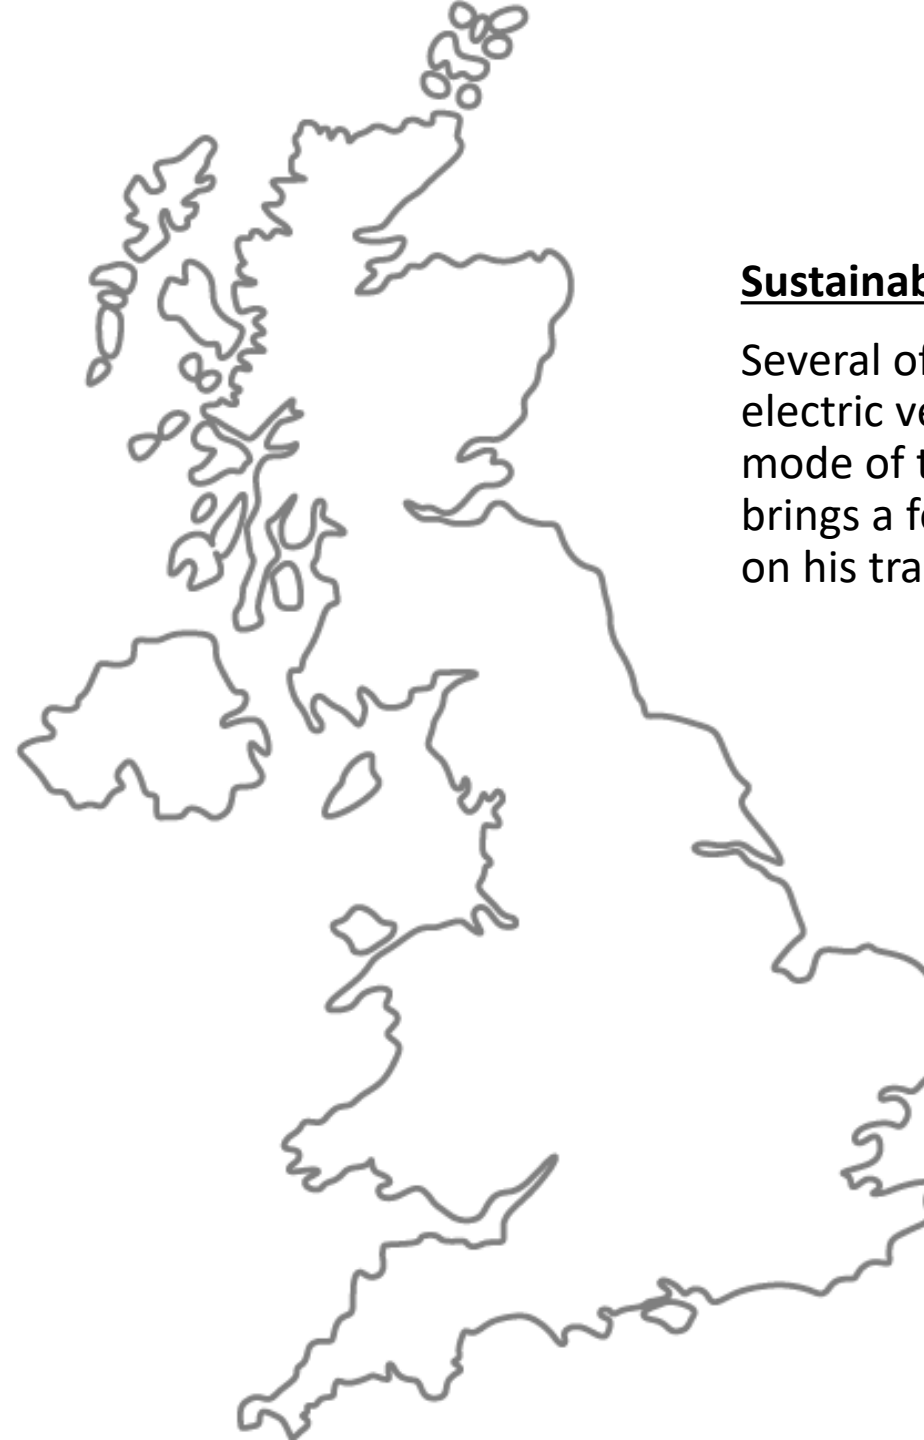 Sustainab
Several of
electric ve
mode of t
brings a fo
on his tra